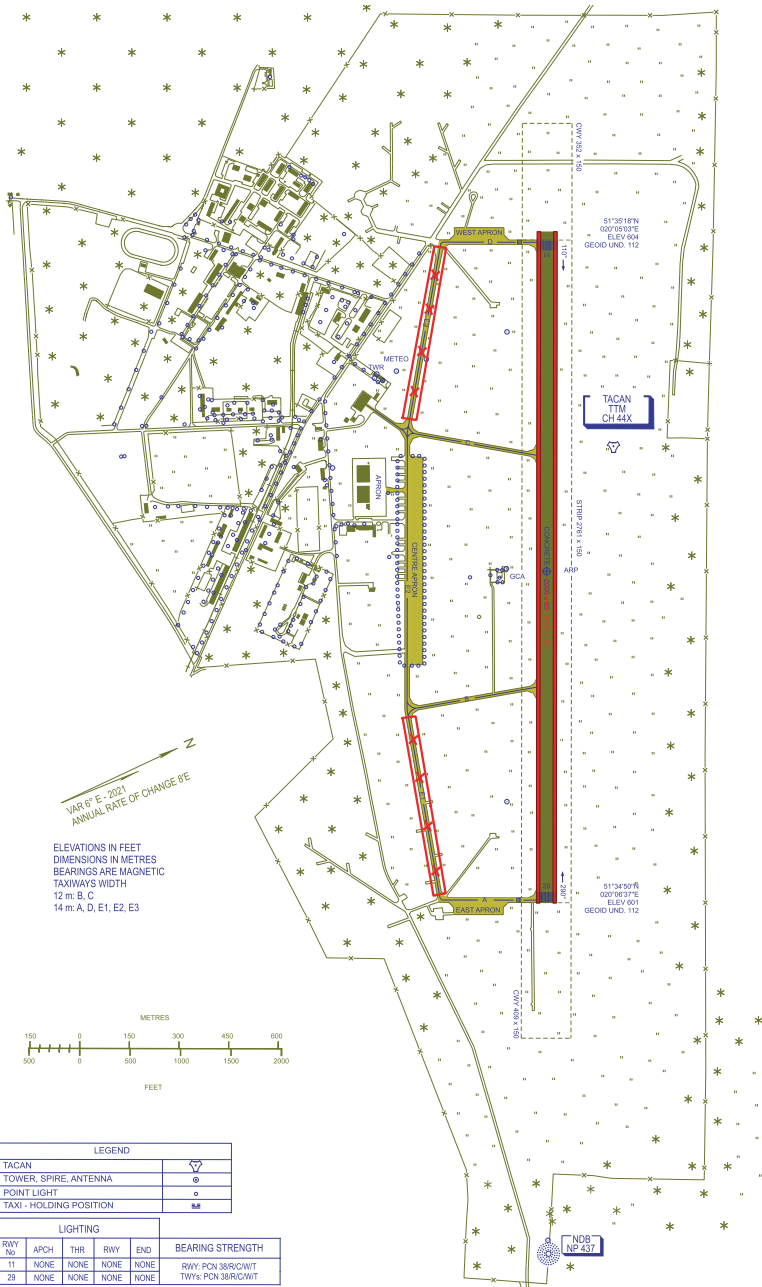 CWY 352 x 150
WEST APRON
D
11
110°
51°35'18"N
020°05'03"E
ELEV 604
GEOID UND. 112
METEO
TWR
TACAN
TTM
CH 44X
C
APRON
CENTRE APRON
E2
STRIP 2761 x 150
CONCRETE
GCA
ARP
B
N
VAR 6° E - 2021
ANNUAL RATE OF CHANGE 8'E
ELEVATIONS IN FEET
DIMENSIONS IN METRES
BEARINGS ARE MAGNETIC
TAXIWAYS WIDTH
12 m: B, C
14 m: A, D, E1, E2, E3
29
290°
51°34'50"N
020°06'37"E
ELEV 601
GEOID UND. 112
A
EAST APRON
CWY 409 x 150
METRES
150 0 150 300 450 600
500 0 500 1000 1500 2000
FEET
LEGEND
TACAN
TOWER, SPIRE, ANTENNA
POINT LIGHT
TAXI - HOLDING POSITION
LIGHTING
RWY No APCH THR RWY END BEARING STRENGTH
11 NONE NONE NONE NONE RWY: PCN 38/R/C/W/T
29 NONE NONE NONE NONE TWYs: PCN 38/R/C/W/T
NDB
NP 437